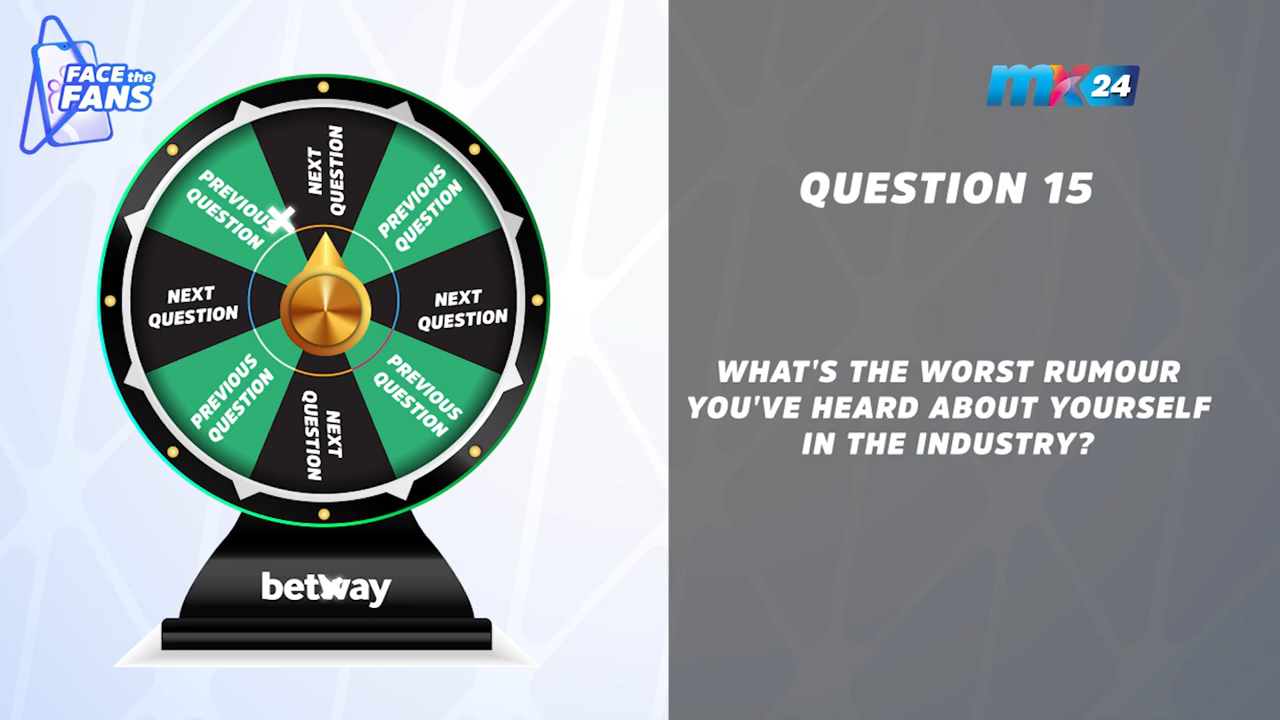 FACE the
FANS
mx24
QUESTION 15
WHAT'S THE WORST RUMOUR
YOU'VE HEARD ABOUT YOURSELF
IN THE INDUSTRY?
NEXT
QUESTION
PREVIOUS
QUESTION
NEXT
QUESTION
PREVIOUS
QUESTION
NEXT
QUESTION
PREVIOUS
QUESTION
NEXT
QUESTION
PREVIOUS
QUESTION
betway